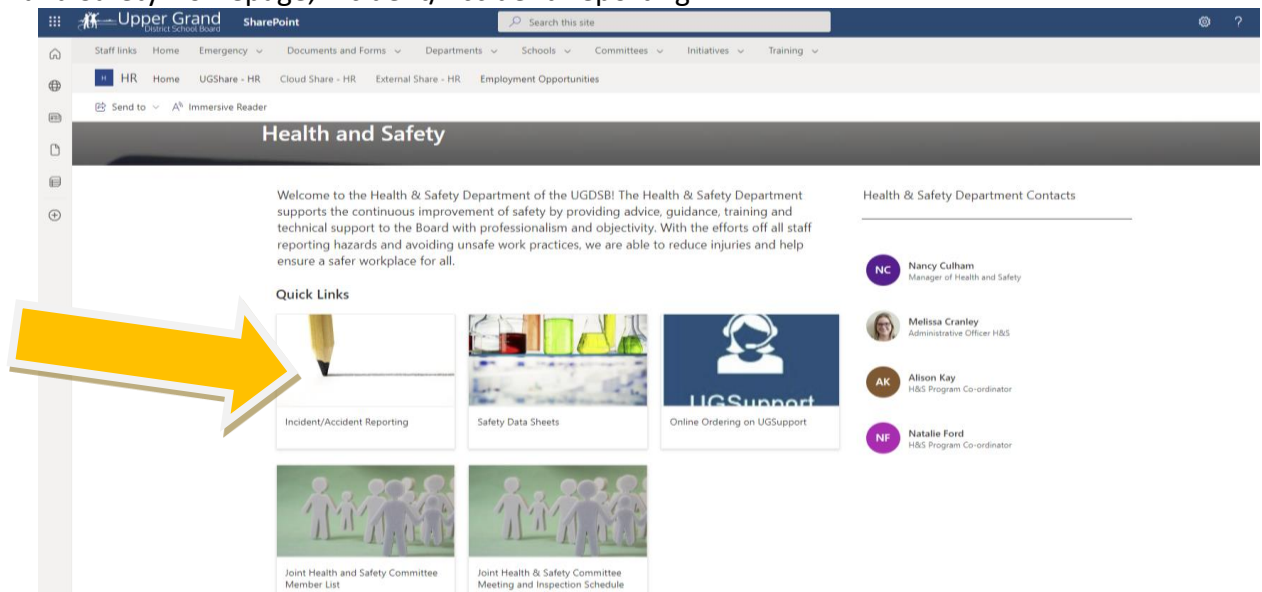 Upper Grand
District School Board
SharePoint
Search this site
?
Staff links Home Emergency Documents and Forms Departments Schools Committees Initiatives Training
H HR Home UGShare - HR Cloud Share - HR External Share - HR Employment Opportunities
Send to Immersive Reader
Health and Safety
Welcome to the Health & Safety Department of the UGDSB! The Health & Safety Department
supports the continuous improvement of safety by providing advice, guidance, training and
technical support to the Board with professionalism and objectivity. With the efforts off all staff
reporting hazards and avoiding unsafe work practices, we are able to reduce injuries and help
ensure a safer workplace for all.
Quick Links
Incident/Accident Reporting
Safety Data Sheets
UGSupport
Online Ordering on UGSupport
Joint Health and Safety Committee
Member List
Joint Health & Safety Committee
Meeting and Inspection Schedule
Health & Safety Department Contacts
NC
Nancy Culham
Manager of Health and Safety
Melissa Cranley
Administrative Officer H&S
AK
Alison Kay
H&S Program Co-ordinator
NF
Natalie Ford
H&S Program Co-ordinator